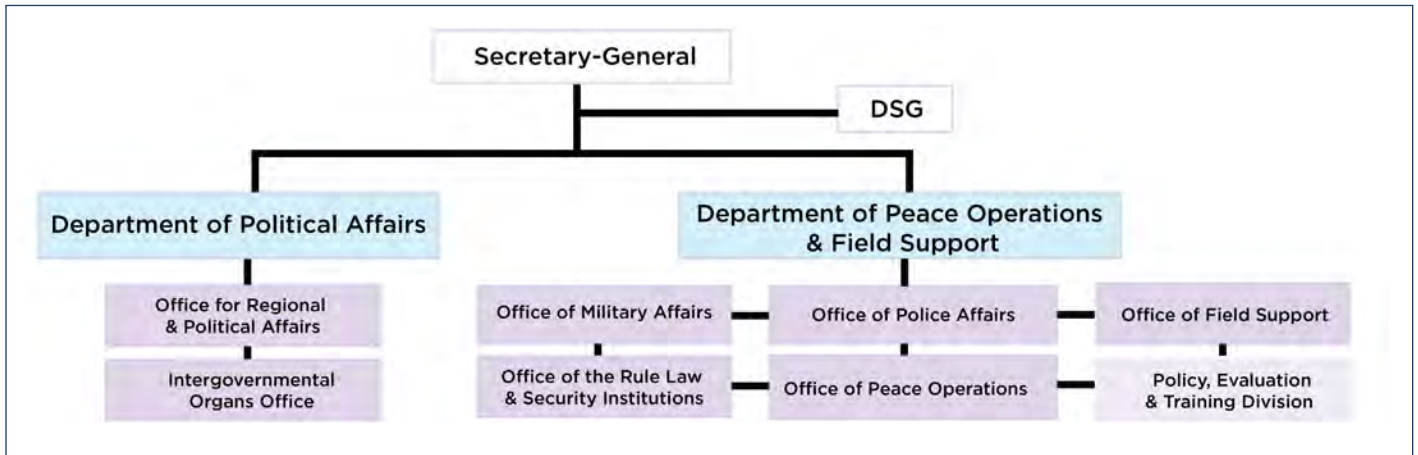 Secretary-General
DSG
Department of Political Affairs
Department of Peace Operations
& Field Support
Office for Regional
& Political Affairs
Intergovernmental
Organs Office
Office of Military Affairs
Office of Police Affairs
Office of Field Support
Office of the Rule Law
& Security Institutions
Office of Peace Operations
Policy, Evaluation
& Training Division